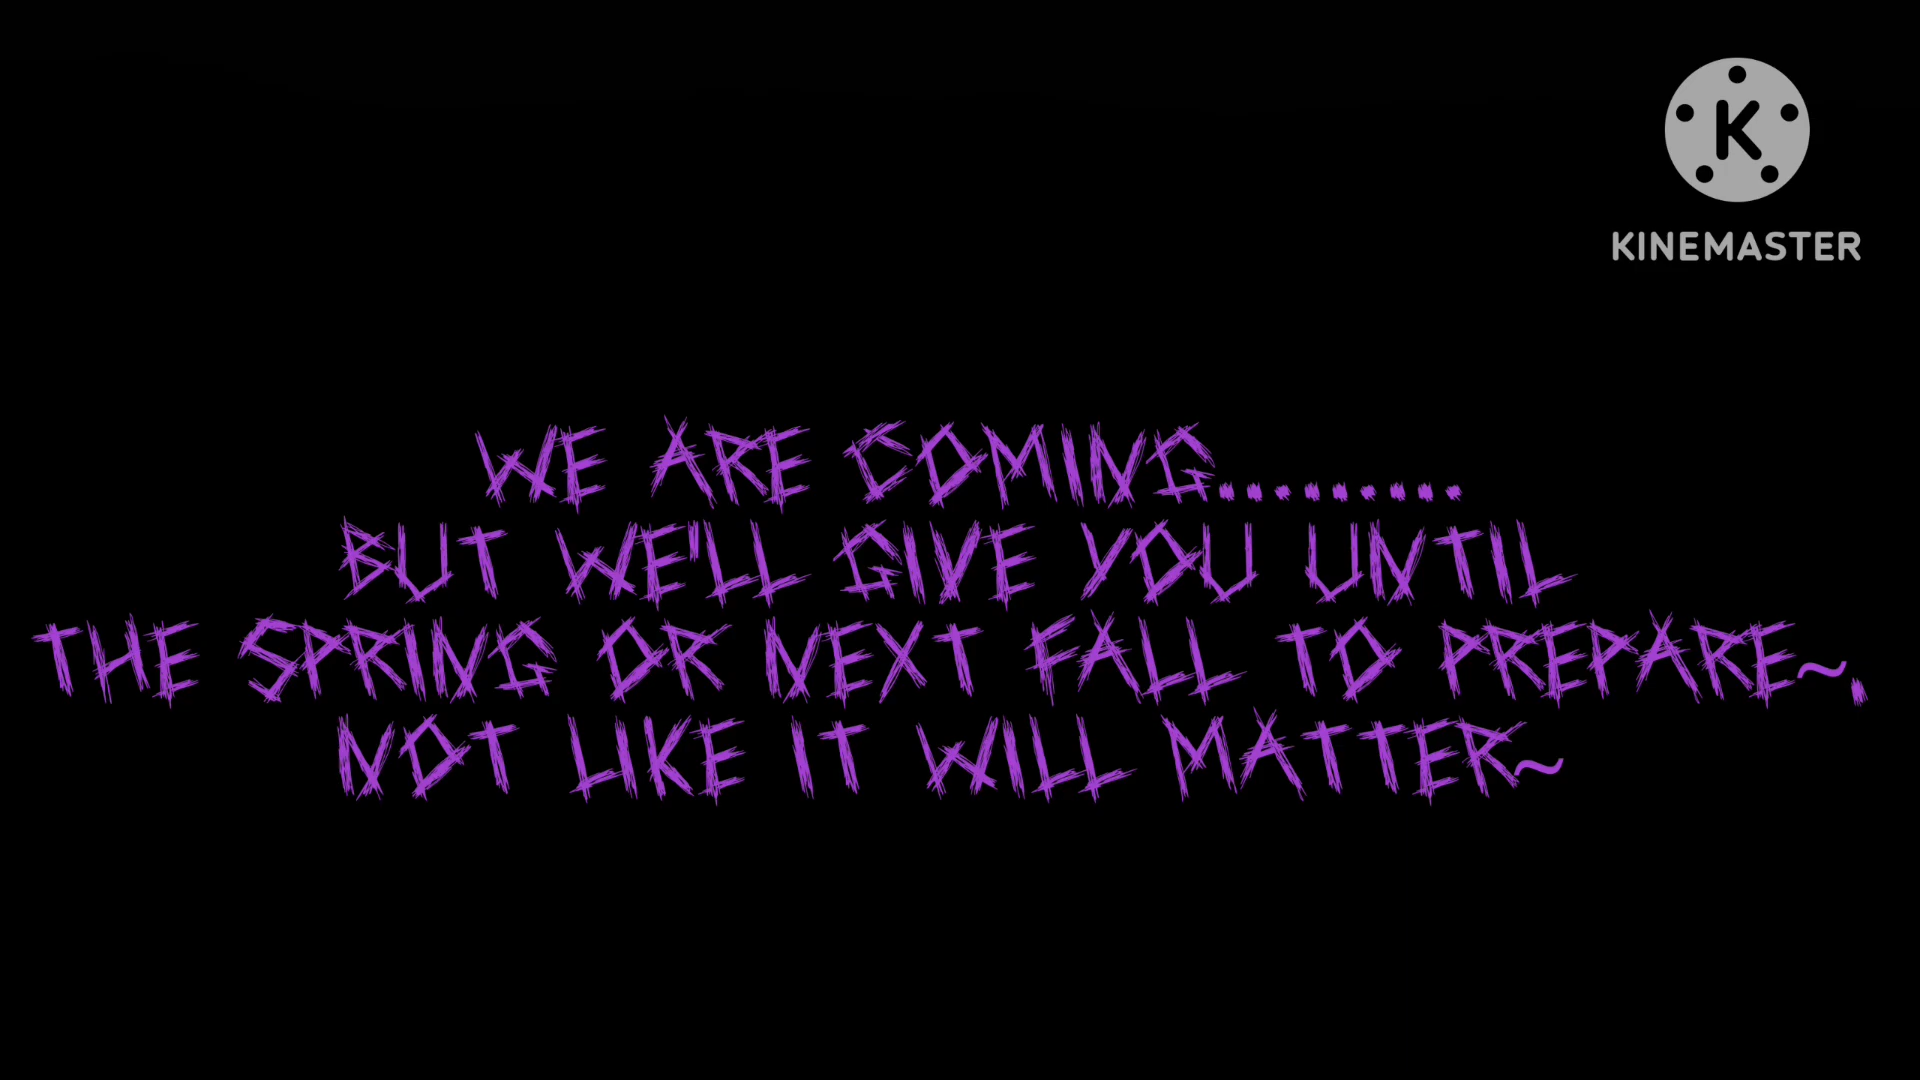 K
KINEMASTER
WE ARE COMING.........
BUT WE'LL GIVE YOU UNTIL
THE SPRING OR NEXT FALL TO PREPARE~,
NOT LIKE IT WILL MATTER~